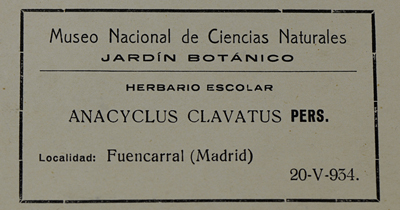 Museo Nacional de Ciencias Naturales
JARDÍN BOTÁNICO
HERBARIO ESCOLAR
ANACYCLUS CLAVATUS PERS.
Localidad: Fuencarral (Madrid)
20-V-934.